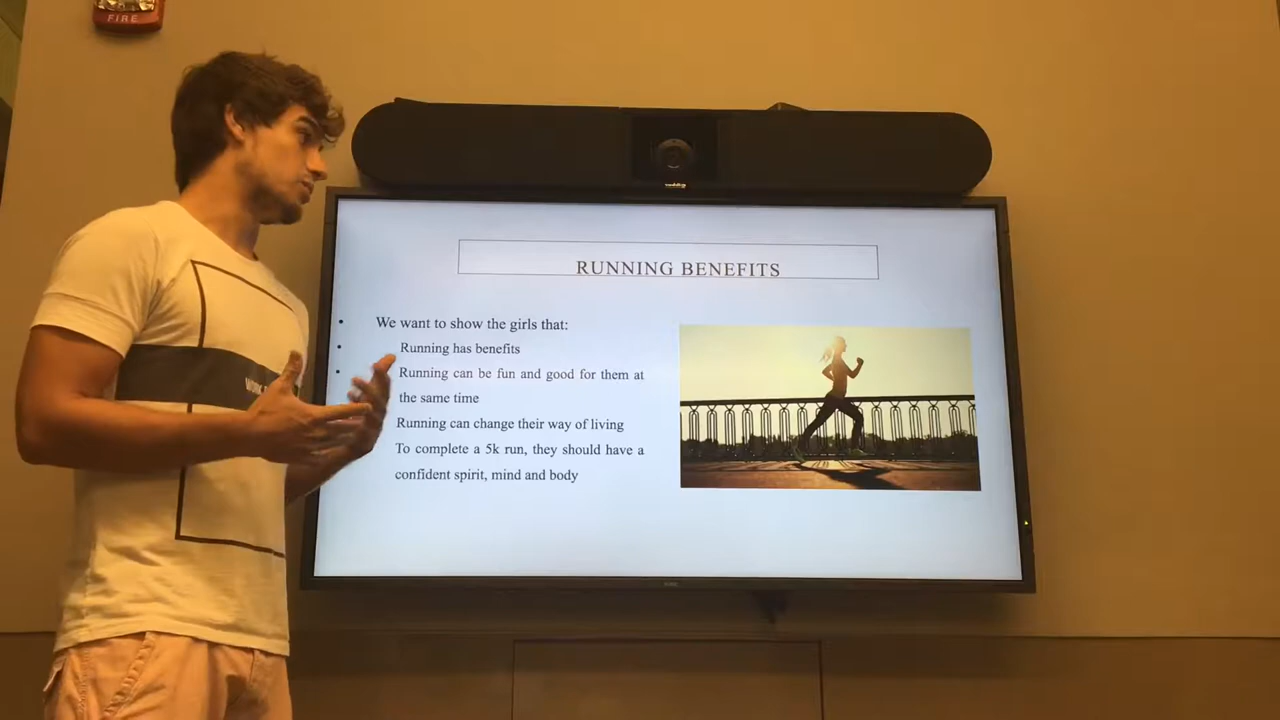 FIRE
RUNNING BENEFITS
• We want to show the girls that:
• Running has benefits
• Running can be fun and good for them at
the same time
Running can change their way of living
To complete a 5k run, they should have a
confident spirit, mind and body